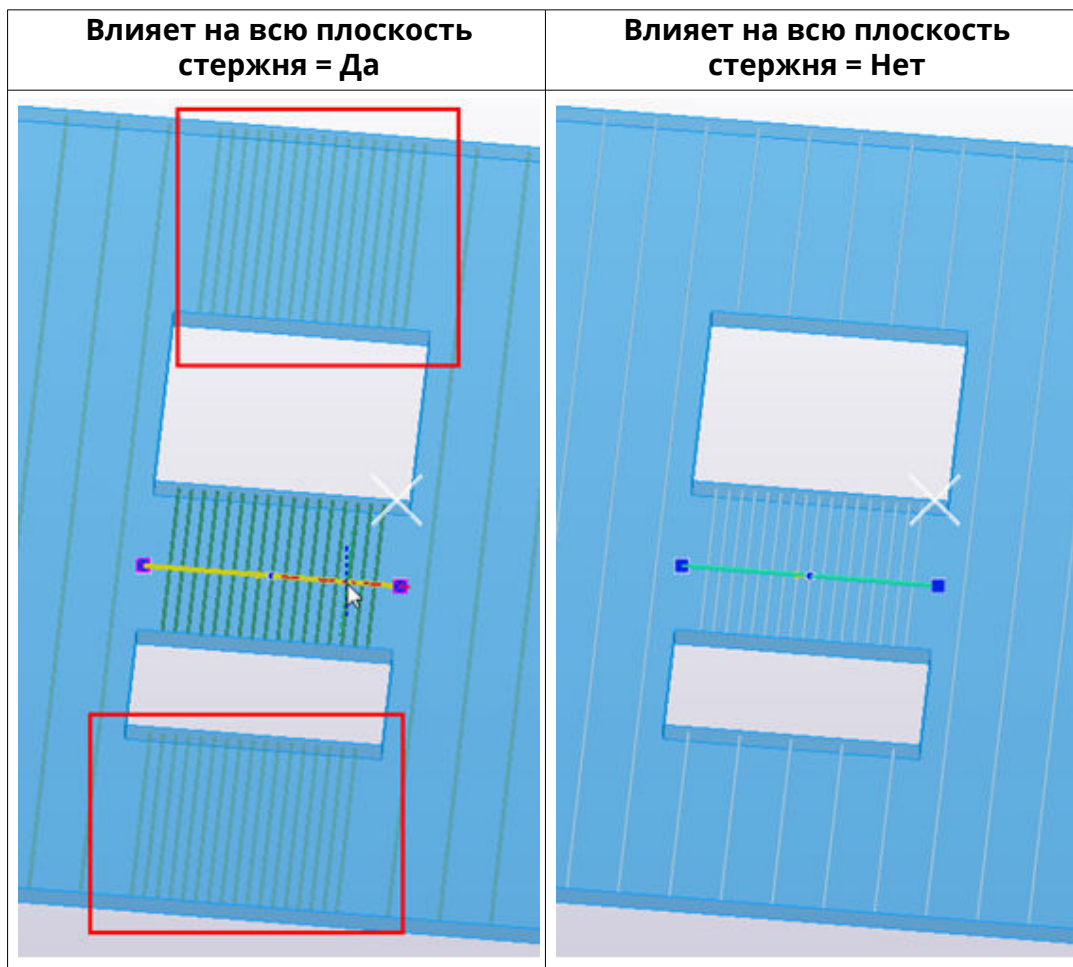 Влияет на всю плоскость
стержня = Да
Влияет на всю плоскость
стержня = Нет